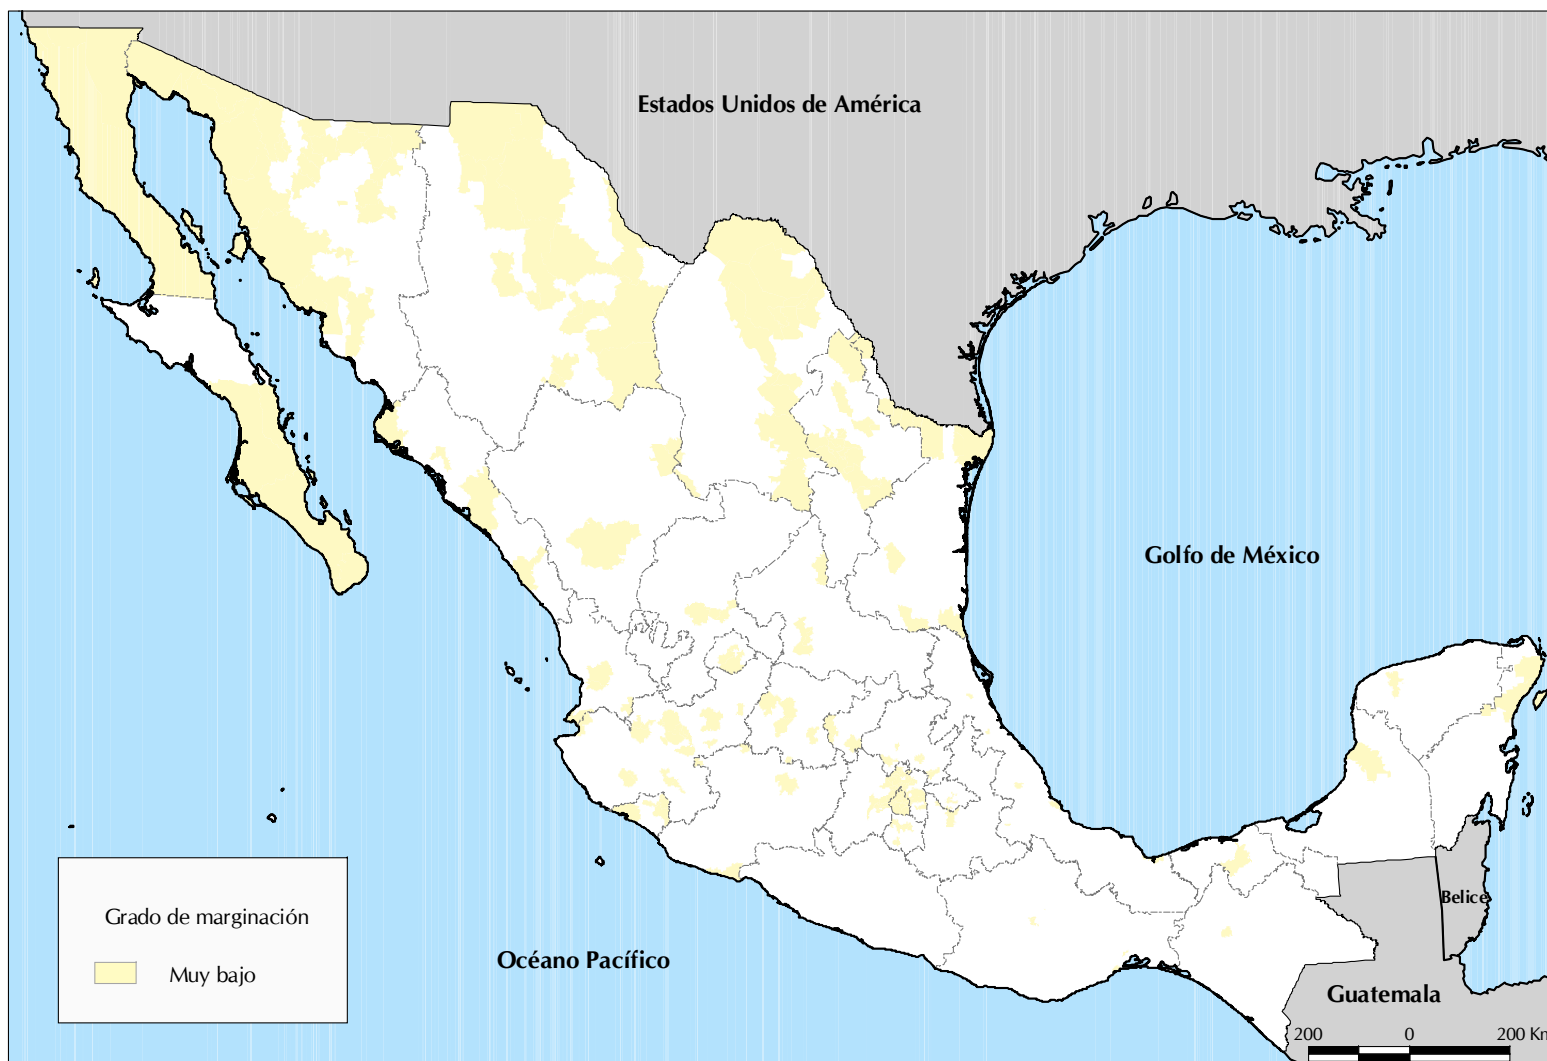 Estados Unidos de América
Golfo de México
Grado de marginación
Muy bajo
Océano Pacífico
Belice
Guatemala
200 0 200 Km